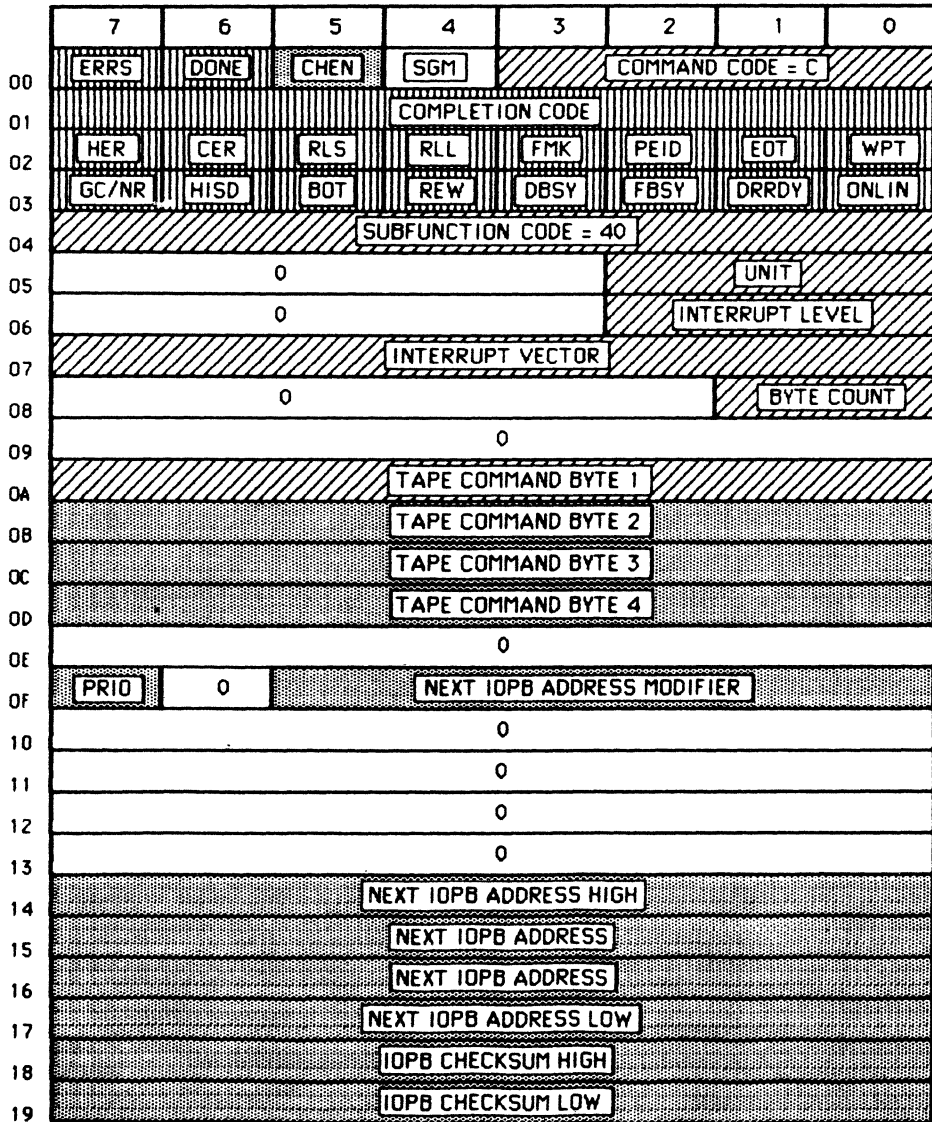 7 6 5 4 3 2 1 0
00 ERRS DONE CHEN SGM COMMAND CODE = C
01 COMPLETION CODE
02 HER CER RLS RLL FMK PEID EOT WPT
03 GC/NR HISD BOT REW DBSY FBSY DRRDY ONLIN
04 SUBFUNCTION CODE = 40
05 0 UNIT
06 0 INTERRUPT LEVEL
07 INTERRUPT VECTOR
08 0 BYTE COUNT
09 0
0A TAPE COMMAND BYTE 1
0B TAPE COMMAND BYTE 2
0C TAPE COMMAND BYTE 3
0D TAPE COMMAND BYTE 4
0E 0
0F PRIO 0 NEXT IOPB ADDRESS MODIFIER
10 0
11 0
12 0
13 0
14 NEXT IOPB ADDRESS HIGH
15 NEXT IOPB ADDRESS
16 NEXT IOPB ADDRESS
17 NEXT IOPB ADDRESS LOW
18 IOPB CHECKSUM HIGH
19 IOPB CHECKSUM LOW